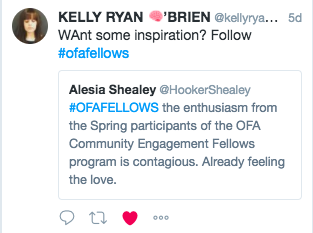 KELLY RYAN 🧠'BRIEN @kellyrya... 5d
WAnt some inspiration? Follow
#ofafellows
Alesia Shealey @HookerShealey
#OFAFELLOWS the enthusiasm from
the Spring participants of the OFA
Community Engagement Fellows
program is contagious. Already feeling
the love.